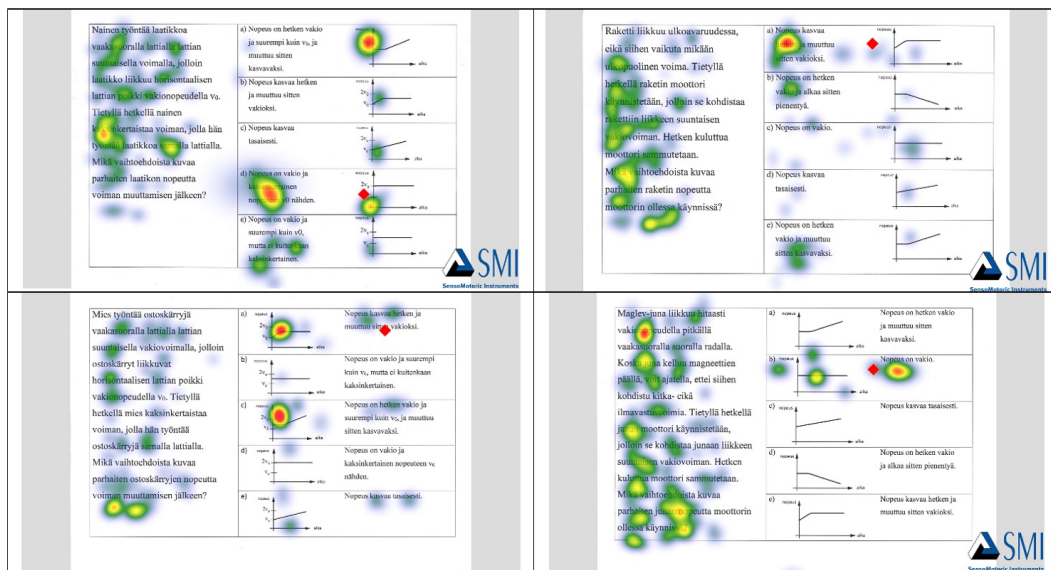 Nainen työntää laatikkoa
vaakasuoralla lattialla lattian
suuntaisella voimalla, jolloin
laatikko liikkuu horisontaalisen
lattian poikki vakionopeudella v₀.
Tietyllä hetkellä nainen
kaksinkertaistaa voiman, jolla hän
työntää laatikkoa samalla lattialla.
Mikä vaihtoehdoista kuvaa
parhaiten laatikon nopeutta
voiman muuttamisen jälkeen?
a) Nopeus on hetken vakio
ja suurempi kuin v₀, ja
muuttuu sitten
kasvavaksi.
b) Nopeus kasvaa hetken
ja muuttuu sitten
vakioksi.
c) Nopeus kasvaa
tasaisesti.
d) Nopeus on vakio ja
kaksinkertainen
v0 nähden.
e) Nopeus on vakio ja
suurempi kuin v0,
mutta ei kuitenkaan
kaksinkertainen.
SMI
SensoMotoric Instruments
Raketti liikkuu ulkoavaruudessa,
eikä siihen vaikuta mikään
ulkopuolinen voima. Tietyllä
hetkellä raketin moottori
käynnistetään, jolloin se kohdistaa
rakettiin liikkeen suuntaisen
vakiovoiman. Hetken kuluttua
moottori sammutetaan.
Mikä vaihtoehdoista kuvaa
parhaiten raketin nopeutta
moottorin ollessa käynnissä?
a) Nopeus kasvaa
hetken ja muuttuu
sitten vakioksi.
b) Nopeus on hetken
vakio ja alkaa sitten
pienentyä.
c) Nopeus on vakio.
d) Nopeus kasvaa
tasaisesti.
e) Nopeus on hetken
vakio ja muuttuu
sitten kasvavaksi.
SMI
SensoMotoric Instruments
Mies työntää ostoskärryjä
vaakasuoralla lattialla lattian
suuntaisella vakiovoimalla, jolloin
ostoskärryt liikkuvat
horisontaalisen lattian poikki
vakionopeudella v₀. Tietyllä
hetkellä mies kaksinkertaistaa
voiman, jolla hän työntää
ostoskärryjä samalla lattialla.
Mikä vaihtoehdoista kuvaa
parhaiten ostoskärryjen nopeutta
voiman muuttamisen jälkeen?
a) Nopeus kasvaa hetken ja
muuttuu sitten vakioksi.
b) Nopeus on vakio ja suurempi
kuin v₀, mutta ei kuitenkaan
kaksinkertainen.
c) Nopeus on hetken vakio ja
suurempi kuin v₀, ja muuttuu
sitten kasvavaksi.
d) Nopeus on vakio ja
kaksinkertainen nopeuteen v₀
nähden.
e) Nopeus kasvaa tasaisesti.
Maglev-juna liikkuu hitaasti
vakionopeudella pitkällä
vaakasuoralla suoralla radalla.
Koska juna kelluu magneettien
päällä, voit ajatella, ettei siihen
kohdistu kitka- eikä
ilmavastusvoimia. Tietyllä hetkellä
junan moottori käynnistetään,
jolloin se kohdistaa junaan liikkeen
suuntaisen vakiovoiman. Hetken
kuluttua moottori sammutetaan.
Mikä vaihtoehdoista kuvaa
parhaiten junan nopeutta moottorin
ollessa käynnissä?
a) Nopeus on hetken vakio
ja muuttuu sitten
kasvavaksi.
b) Nopeus on vakio.
c) Nopeus kasvaa tasaisesti.
d) Nopeus on hetken vakio
ja alkaa sitten pienentyä.
e) Nopeus kasvaa hetken ja
muuttuu sitten vakioksi.
SMI
SensoMotoric Instruments